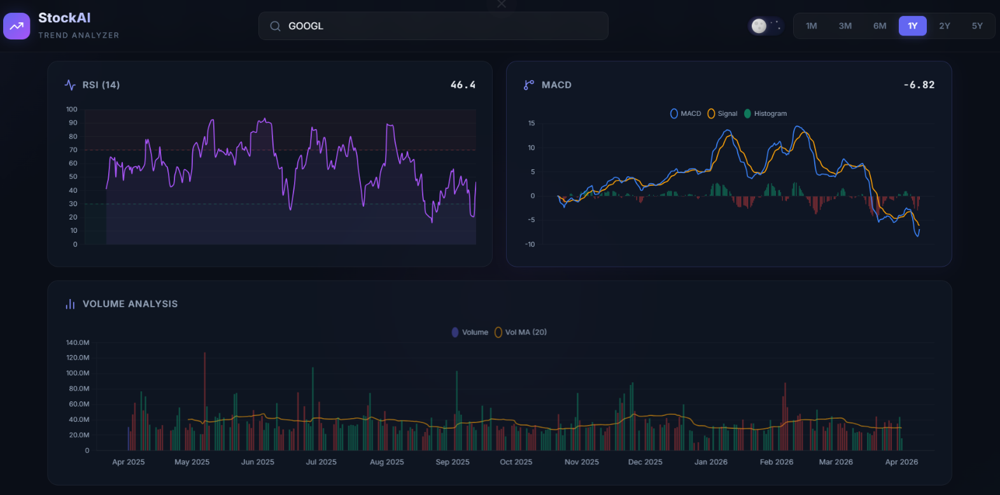 StockAI
TREND ANALYZER
GOOGL
1M 3M 6M 1Y 2Y 5Y
RSI (14)
46.4
100
90
80
70
60
50
40
30
20
10
0
MACD
-6.82
MACD Signal Histogram
15
10
5
0
-5
-10
VOLUME ANALYSIS
Volume Vol MA (20)
140.0M
120.0M
100.0M
80.0M
60.0M
40.0M
20.0M
0
Apr 2025 May 2025 Jun 2025 Jul 2025 Aug 2025 Sep 2025 Oct 2025 Nov 2025 Dec 2025 Jan 2026 Feb 2026 Mar 2026 Apr 2026